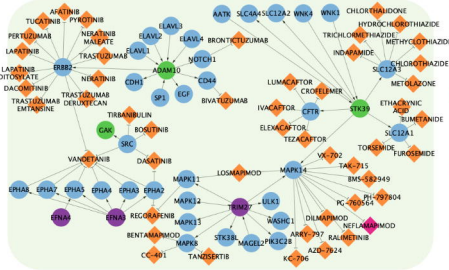 AFATINIB
TUCATINIB
PYROTINIB
PERTUZUMAB
NERATINIB
MALEATE
LAPATINIB
TRASTUZUMAB
ERBB2
LAPATINIB
DITOSYLATE
NERATINIB
DACOMITINIB
TRASTUZUMAB
DERUXTECAN
TRASTUZUMAB
EMTANSINE
ELAVL3
ELAVL2
ELAVL4
ELAVL1
NOTCH1
ADAM10
CDH1
CD44
SP1
EGF
BIVATUZUMAB
BRONTICTUZUMAB
AATK
SLC4A4
SLC12A2
WNK4
WNK1
CHLORTHALIDONE
HYDROCHLOROTHIAZIDE
TRICHLORMETHIAZIDE
METHYCLOTHIAZIDE
INDAPAMIDE
CHLOROTHIAZIDE
SLC12A3
METOLAZONE
LUMACAFTOR
CROFELEMER
IVACAFTOR
CFTR
STK39
ETHACRYNIC
ACID
BUMETANIDE
ELEXACAFTOR
TEZACAFTOR
SLC12A1
TORSEMIDE
FUROSEMIDE
TIRBANIBULIN
GAK
BOSUTINIB
SRC
VANDETANIB
DASATINIB
EPHA8
EPHA7
EPHA5
EPHA4
EPHA3
EPHA2
EFNA4
EFNA3
REGORAFENIB
BENTAMAPIMOD
CC-401
TANZISERTIB
MAPK11
MAPK12
MAPK13
MAPK8
TRIM27
ULK1
WASHC1
PIK3C28
MAGEL2
STK38L
LOSMAPIMOD
MAPK14
VX-702
TAK-715
BMS-582949
PH-797804
PG-760564
NEFLAMAPIMOD
DILMAPIMOD
RALIMETINIB
ARRY-797
AZD-7624
KC-706